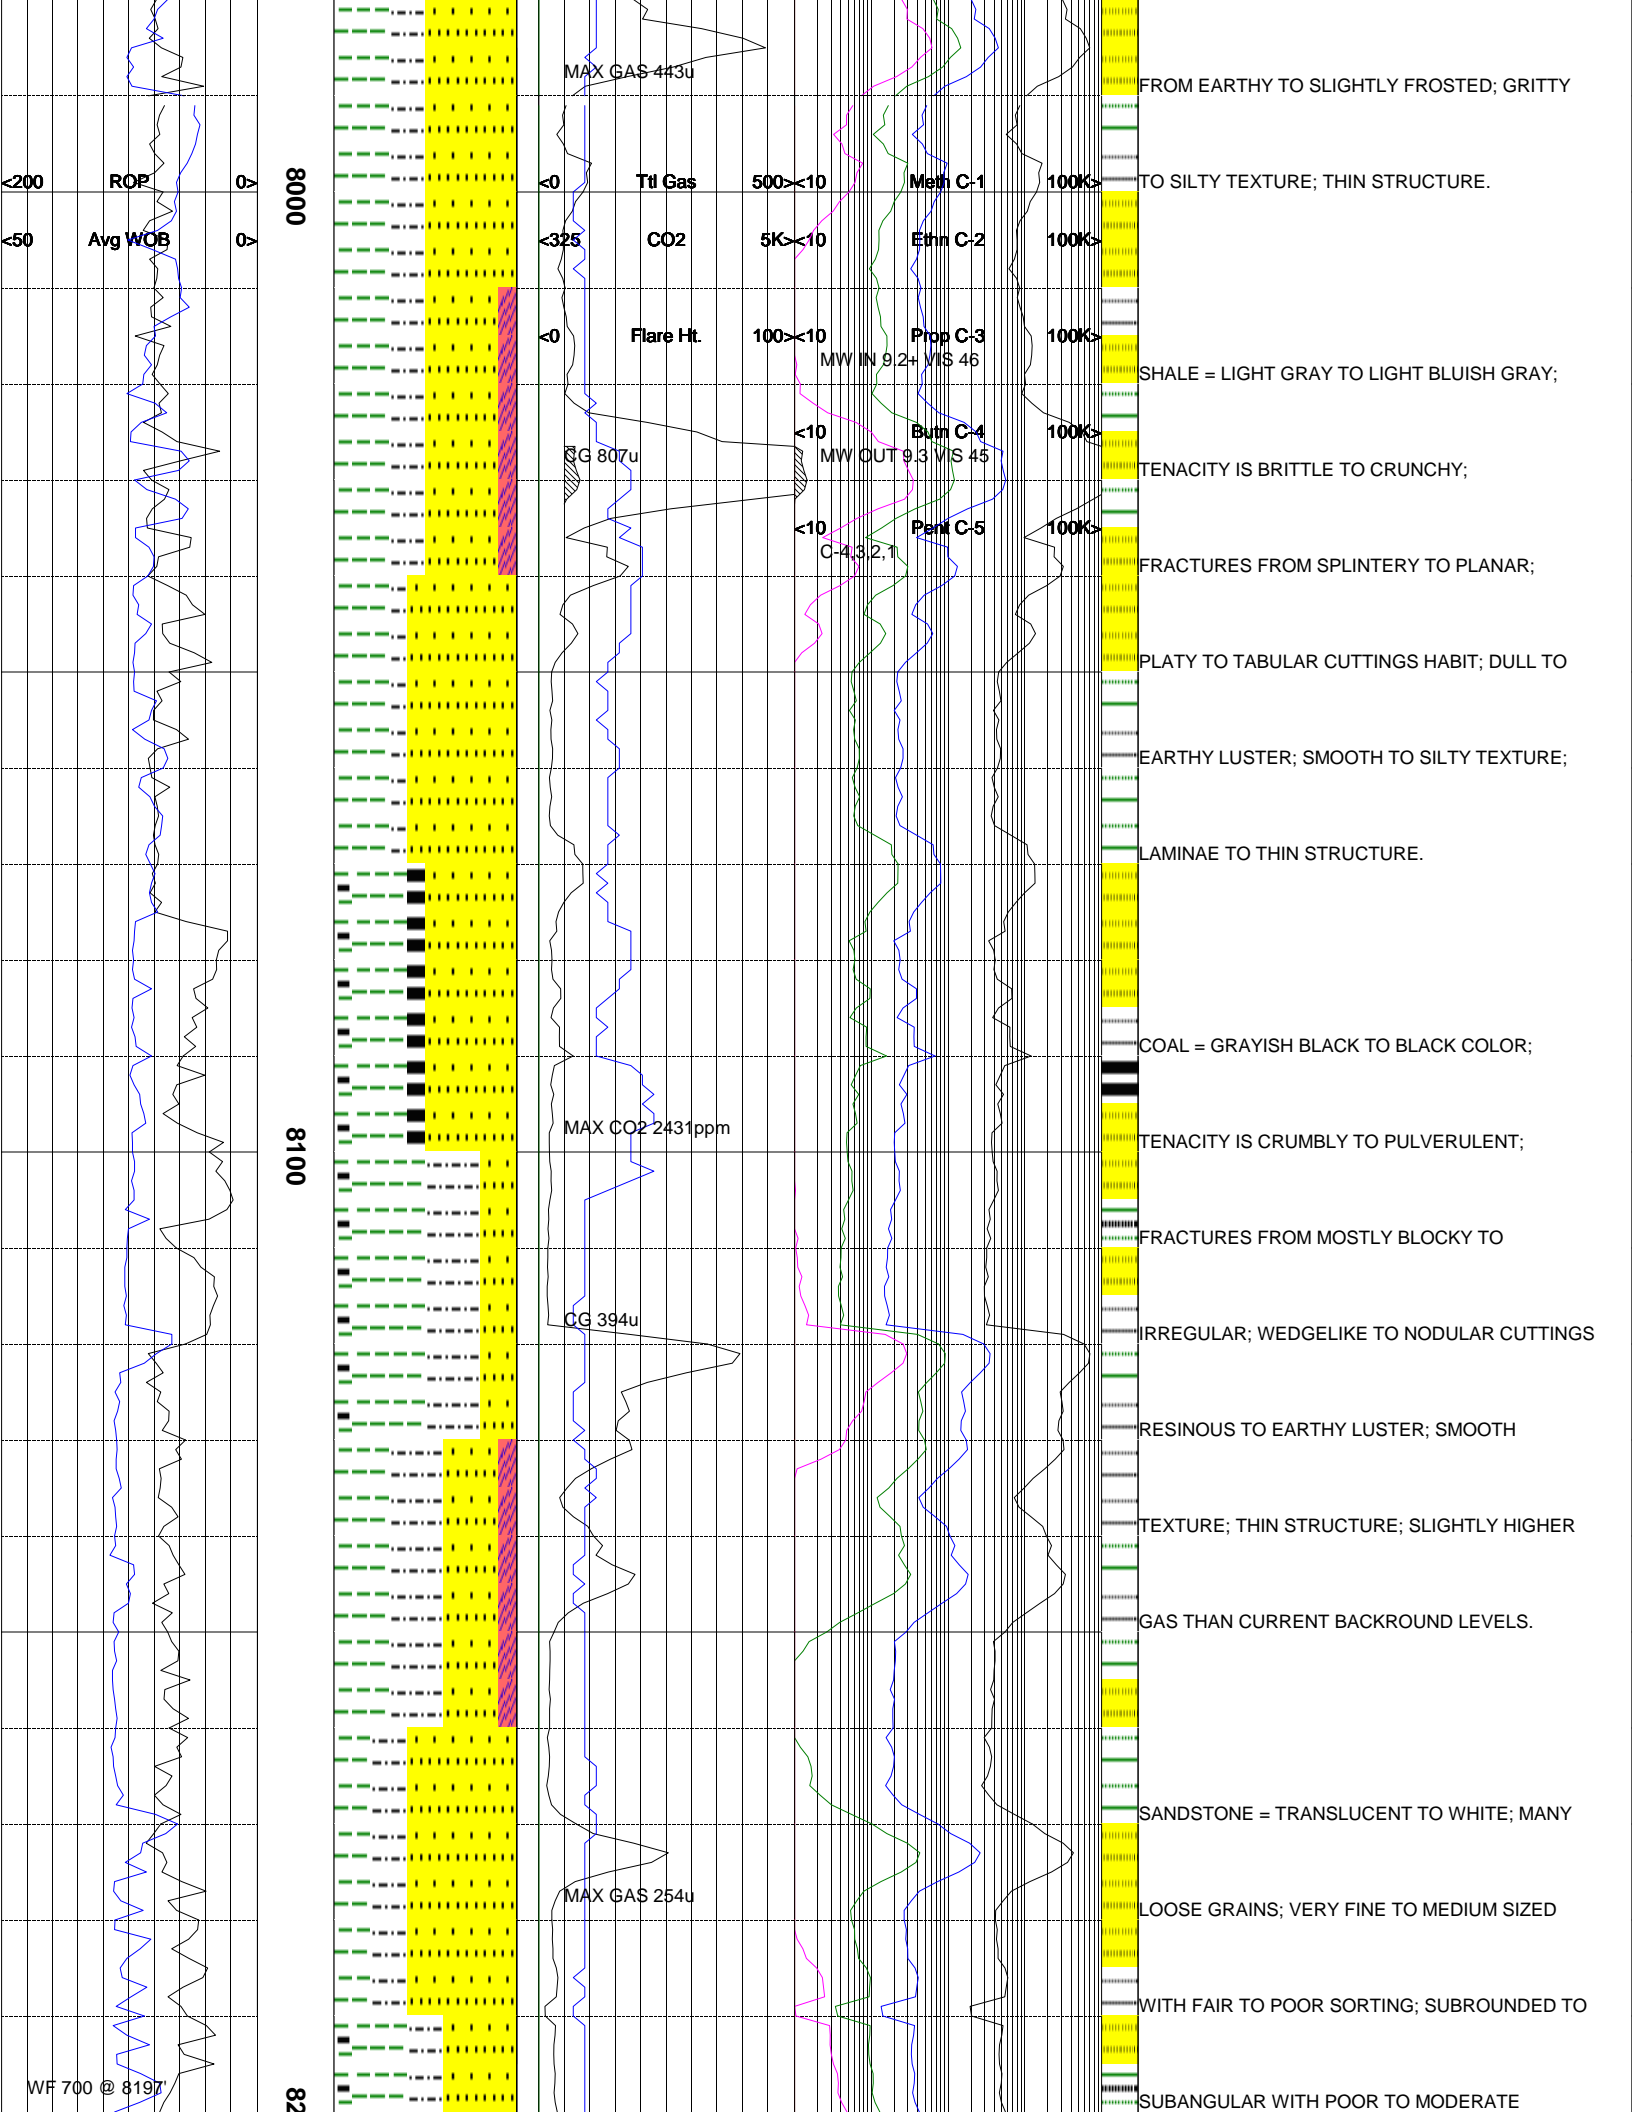 MAX GAS 443u
FROM EARTHY TO SLIGHTLY FROSTED; GRITTY
<200 ROP 0>
8000
<0 Ttl Gas 500>
<10 Meth C-1 100K>
TO SILTY TEXTURE; THIN STRUCTURE.
<50 Avg WOB 0>
<325 CO2 5K>
<10 Ethn C-2 100K>
<0 Flare Ht. 100>
<10 Prop C-3 100K>
MW IN 9.2+ VIS 46
SHALE = LIGHT GRAY TO LIGHT BLUISH GRAY;
<10 Butn C-4 100K>
CG 807u
MW OUT 9.3 VIS 45
TENACITY IS BRITTLE TO CRUNCHY;
<10 Pent C-5 100K>
C-4,3,2,1
FRACTURES FROM SPLINTERY TO PLANAR;
PLATY TO TABULAR CUTTINGS HABIT; DULL TO
EARTHY LUSTER; SMOOTH TO SILTY TEXTURE;
LAMINAE TO THIN STRUCTURE.
COAL = GRAYISH BLACK TO BLACK COLOR;
MAX CO2 2431ppm
8100
TENACITY IS CRUMBLY TO PULVERULENT;
FRACTURES FROM MOSTLY BLOCKY TO
CG 394u
IRREGULAR; WEDGELIKE TO NODULAR CUTTINGS
RESINOUS TO EARTHY LUSTER; SMOOTH
TEXTURE; THIN STRUCTURE; SLIGHTLY HIGHER
GAS THAN CURRENT BACKROUND LEVELS.
SANDSTONE = TRANSLUCENT TO WHITE; MANY
MAX GAS 254u
LOOSE GRAINS; VERY FINE TO MEDIUM SIZED
WITH FAIR TO POOR SORTING; SUBROUNDED TO
WF 700 @ 8197'
82
SUBANGULAR WITH POOR TO MODERATE